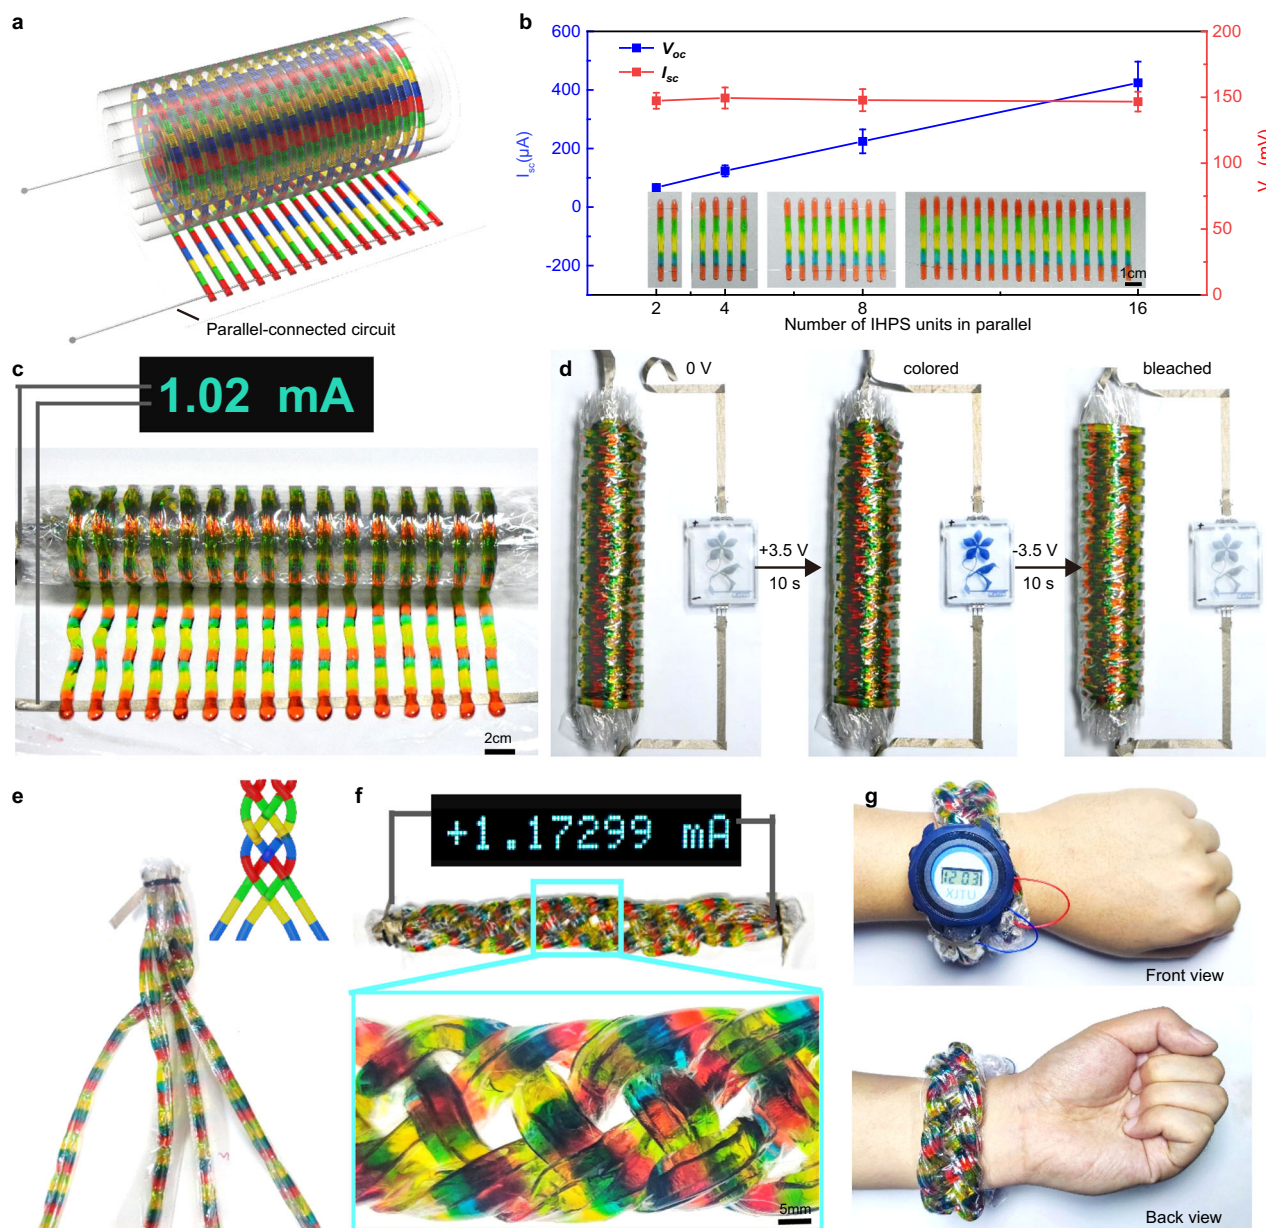 a
Parallel-connected circuit
b
600
400
200
0
-200
Isc(μA)
Voc
Isc
200
150
100
50
0
(mV)
1cm
2
4
8
16
Number of IHPS units in parallel
c
1.02 mA
2cm
d
0 V
colored
bleached
+
-
+3.5 V
10 s
+
-
-3.5 V
10 s
+
-
e
f
+1.17299 mA
5mm
g
12:03
XJTU
Front view
Back view